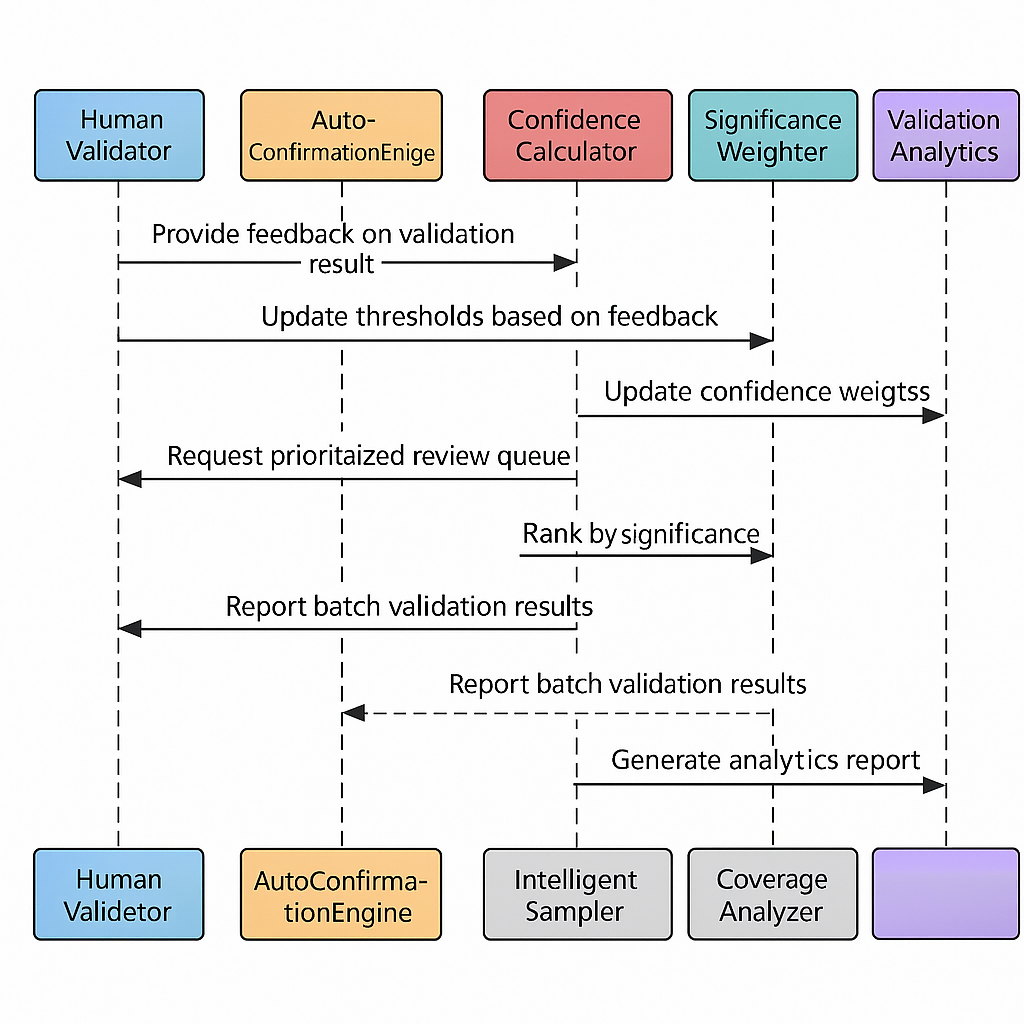 Human
Validator
Auto-
ConfirmationEnige
Confidence
Calculator
Significance
Weighter
Validation
Analytics
Provide feedback on validation
result
Update thresholds based on feedback
Update confidence weigtss
Request prioritaized review queue
Rank by significance
Report batch validation results
Report batch validation results
Generate analytics report
Human
Validetor
AutoConfirma-
tionEngine
Intelligent
Sampler
Coverage
Analyzer